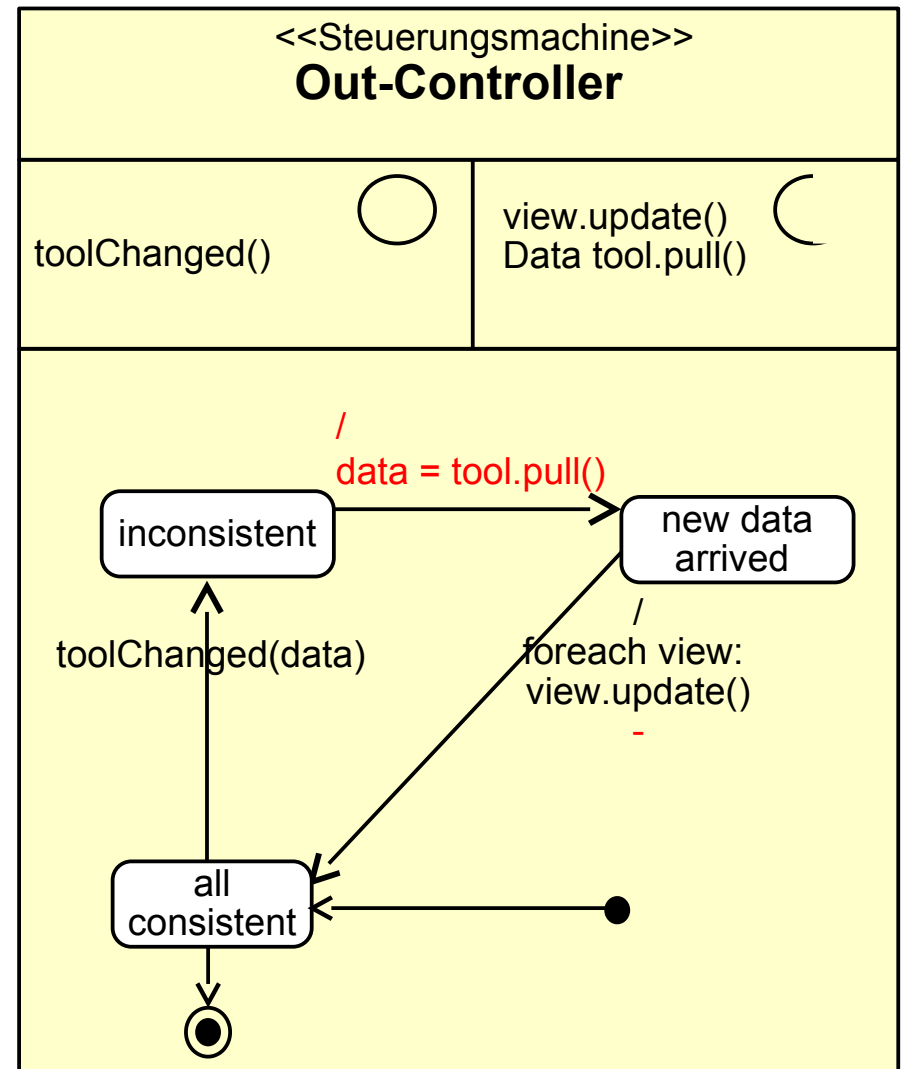 <<Steuerungsmachine>>
Out-Controller
toolChanged()
view.update()
Data tool.pull()
/
data = tool.pull()
inconsistent
new data
arrived
toolChanged(data)
/
foreach view:
view.update()
-
all
consistent